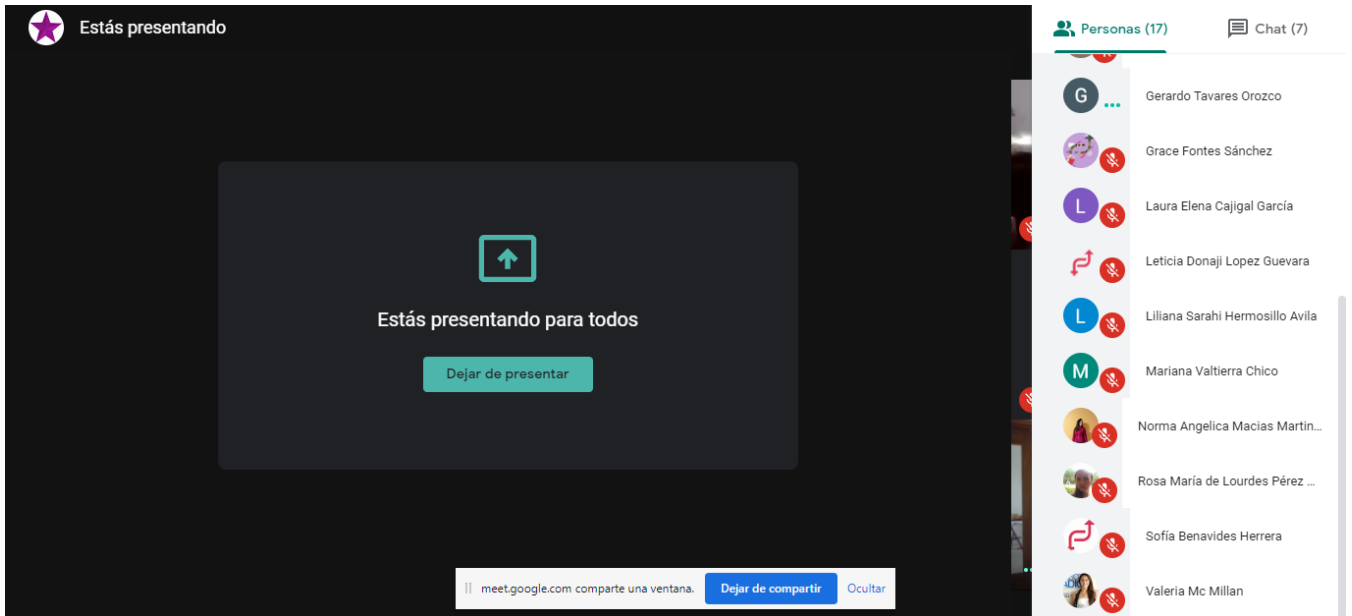 Estás presentando
Personas (17)
Chat (7)
G
Gerardo Tavares Orozco
Grace Fontes Sánchez
L
Laura Elena Cajigal García
Leticia Donaji Lopez Guevara
L
Liliana Sarahi Hermosillo Avila
M
Mariana Valtierra Chico
Norma Angelica Macias Martin...
Rosa María de Lourdes Pérez ...
Sofía Benavides Herrera
Valeria Mc Millan
Estás presentando para todos
Dejar de presentar
meet.google.com comparte una ventana.
Dejar de compartir
Ocultar